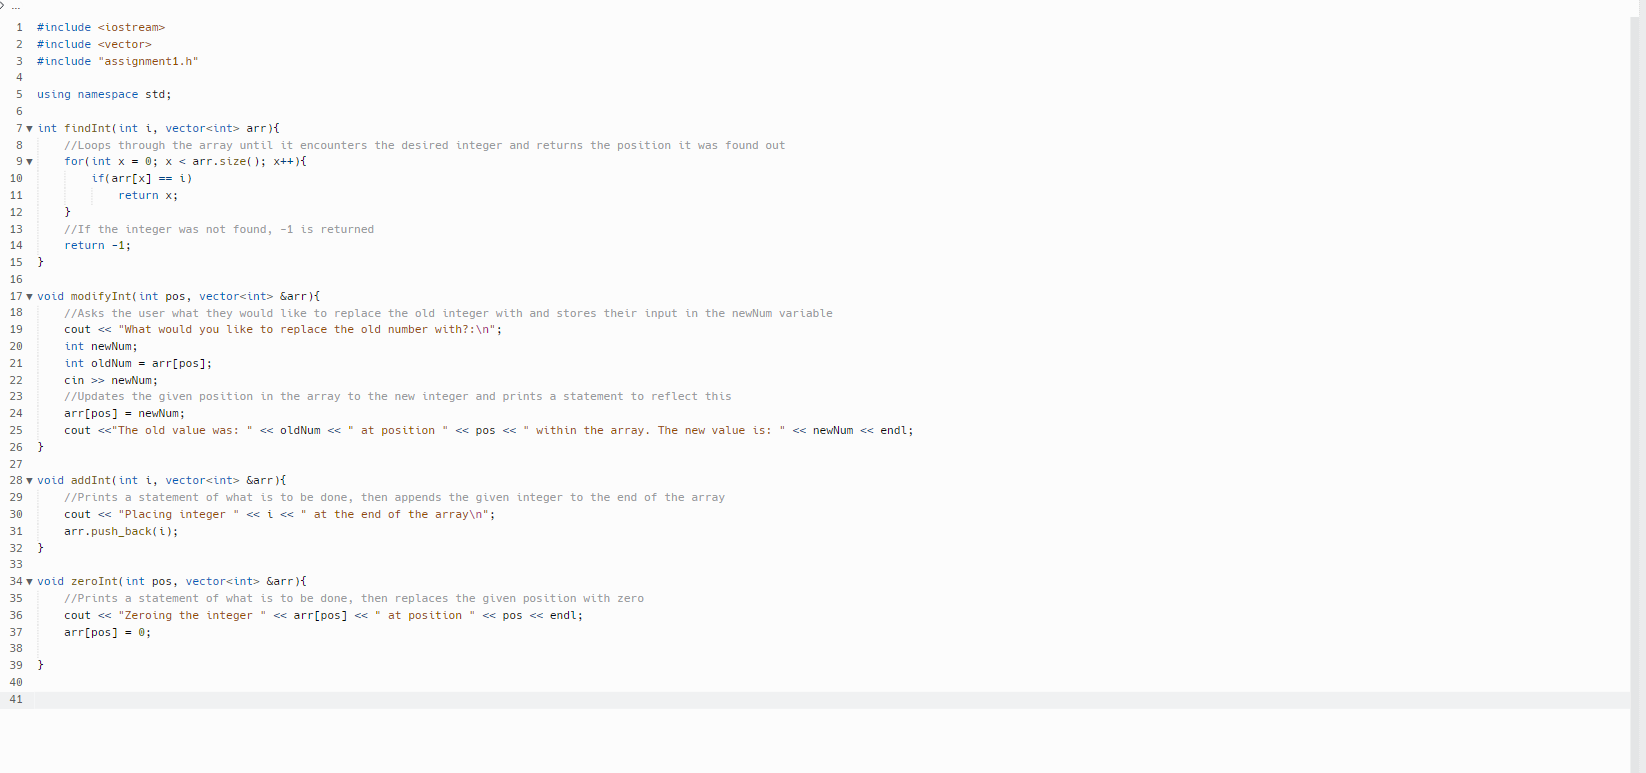 ...
1 #include <iostream>
2 #include <vector>
3 #include "assignment1.h"
4
5 using namespace std;
6
7 int findInt(int i, vector<int> arr){
8 //Loops through the array until it encounters the desired integer and returns the position it was found out
9 for(int x = 0; x < arr.size(); x++){
10 if(arr[x] == i)
11 return x;
12 }
13 //If the integer was not found, -1 is returned
14 return -1;
15 }
16
17 void modifyInt(int pos, vector<int> &arr){
18 //Asks the user what they would like to replace the old integer with and stores their input in the newNum variable
19 cout << "What would you like to replace the old number with?:\n";
20 int newNum;
21 int oldNum = arr[pos];
22 cin >> newNum;
23 //Updates the given position in the array to the new integer and prints a statement to reflect this
24 arr[pos] = newNum;
25 cout <<"The old value was: " << oldNum << " at position " << pos << " within the array. The new value is: " << newNum << endl;
26 }
27
28 void addInt(int i, vector<int> &arr){
29 //Prints a statement of what is to be done, then appends the given integer to the end of the array
30 cout << "Placing integer " << i << " at the end of the array\n";
31 arr.push_back(i);
32 }
33
34 void zeroInt(int pos, vector<int> &arr){
35 //Prints a statement of what is to be done, then replaces the given position with zero
36 cout << "Zeroing the integer " << arr[pos] << " at position " << pos << endl;
37 arr[pos] = 0;
38
39 }
40
41